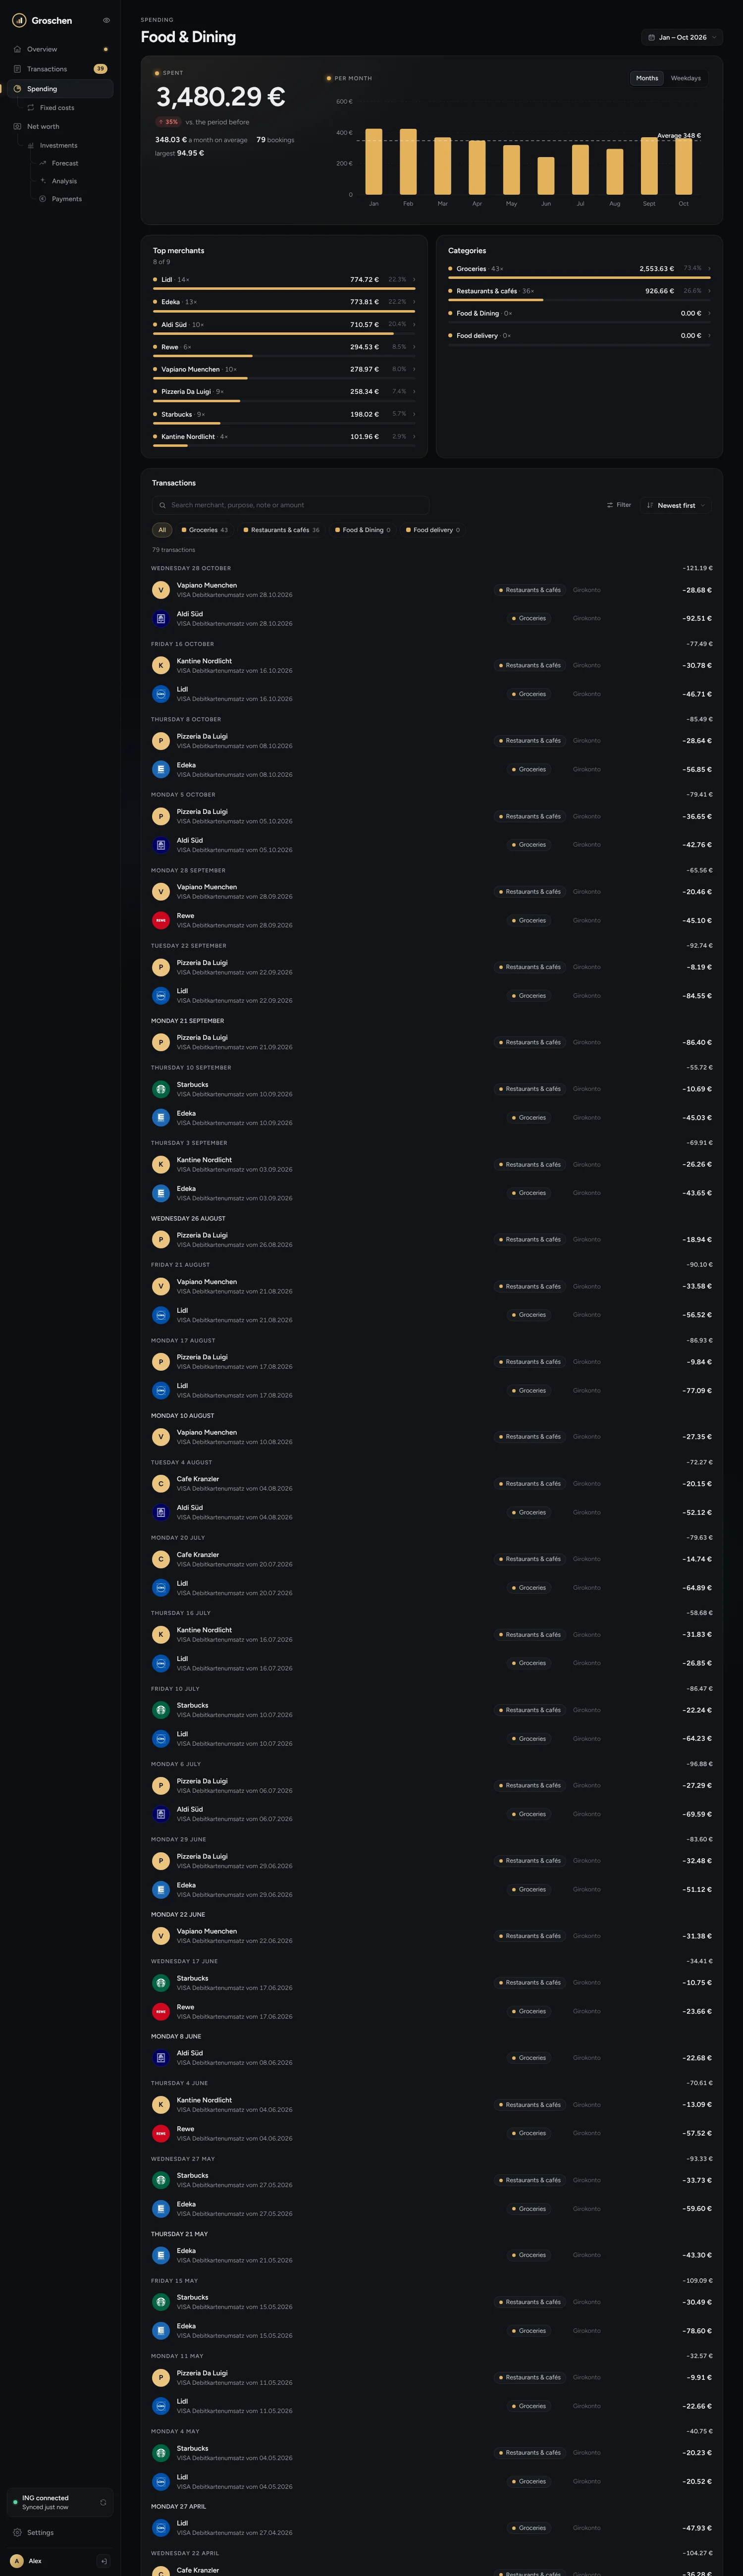 Groschen
Overview
Transactions 39
Spending
Fixed costs
Net worth
Investments
Forecast
Analysis
Payments
ING connected
Synced just now
Settings
A Alex
SPENDING
Food & Dining
Jan – Oct 2026
SPENT
3,480.29 €
35% vs. the period before
348.03 € a month on average 79 bookings
largest 94.95 €
PER MONTH
Months Weekdays
600 €
400 €
200 €
0
Average 348 €
Jan Feb Mar Apr May Jun Jul Aug Sept Oct
Top merchants
8 of 9
Lidl · 14× 774.72 € 22.3%
Edeka · 13× 773.81 € 22.2%
Aldi Süd · 10× 710.57 € 20.4%
Rewe · 6× 294.53 € 8.5%
Vapiano Muenchen · 10× 278.97 € 8.0%
Pizzeria Da Luigi · 9× 258.34 € 7.4%
Starbucks · 9× 198.02 € 5.7%
Kantine Nordlicht · 4× 101.96 € 2.9%
Categories
Groceries · 43× 2,553.63 € 73.4%
Restaurants & cafés · 36× 926.66 € 26.6%
Food & Dining · 0× 0.00 €
Food delivery · 0× 0.00 €
Transactions
Search merchant, purpose, note or amount
Filter
Newest first
All Groceries 43 Restaurants & cafés 36 Food & Dining 0 Food delivery 0
79 transactions
WEDNESDAY 28 OCTOBER −121.19 €
V Vapiano Muenchen Restaurants & cafés Girokonto −28.68 €
VISA Debitkartenumsatz vom 28.10.2026
Aldi Süd Groceries Girokonto −92.51 €
VISA Debitkartenumsatz vom 28.10.2026
FRIDAY 16 OCTOBER −77.49 €
K Kantine Nordlicht Restaurants & cafés Girokonto −30.78 €
VISA Debitkartenumsatz vom 16.10.2026
Lidl Groceries Girokonto −46.71 €
VISA Debitkartenumsatz vom 16.10.2026
THURSDAY 8 OCTOBER −85.49 €
P Pizzeria Da Luigi Restaurants & cafés Girokonto −28.64 €
VISA Debitkartenumsatz vom 08.10.2026
Edeka Groceries Girokonto −56.85 €
VISA Debitkartenumsatz vom 08.10.2026
MONDAY 5 OCTOBER −79.41 €
P Pizzeria Da Luigi Restaurants & cafés Girokonto −36.65 €
VISA Debitkartenumsatz vom 05.10.2026
Aldi Süd Groceries Girokonto −42.76 €
VISA Debitkartenumsatz vom 05.10.2026
MONDAY 28 SEPTEMBER −65.56 €
V Vapiano Muenchen Restaurants & cafés Girokonto −20.46 €
VISA Debitkartenumsatz vom 28.09.2026
REWE Rewe Groceries Girokonto −45.10 €
VISA Debitkartenumsatz vom 28.09.2026
TUESDAY 22 SEPTEMBER −92.74 €
P Pizzeria Da Luigi Restaurants & cafés Girokonto −8.19 €
VISA Debitkartenumsatz vom 22.09.2026
Lidl Groceries Girokonto −84.55 €
VISA Debitkartenumsatz vom 22.09.2026
MONDAY 21 SEPTEMBER
P Pizzeria Da Luigi Restaurants & cafés Girokonto −86.40 €
VISA Debitkartenumsatz vom 21.09.2026
THURSDAY 10 SEPTEMBER −55.72 €
Starbucks Restaurants & cafés Girokonto −10.69 €
VISA Debitkartenumsatz vom 10.09.2026
Edeka Groceries Girokonto −45.03 €
VISA Debitkartenumsatz vom 10.09.2026
THURSDAY 3 SEPTEMBER −69.91 €
K Kantine Nordlicht Restaurants & cafés Girokonto −26.26 €
VISA Debitkartenumsatz vom 03.09.2026
Edeka Groceries Girokonto −43.65 €
VISA Debitkartenumsatz vom 03.09.2026
WEDNESDAY 26 AUGUST
P Pizzeria Da Luigi Restaurants & cafés Girokonto −18.94 €
VISA Debitkartenumsatz vom 26.08.2026
FRIDAY 21 AUGUST −90.10 €
V Vapiano Muenchen Restaurants & cafés Girokonto −33.58 €
VISA Debitkartenumsatz vom 21.08.2026
Lidl Groceries Girokonto −56.52 €
VISA Debitkartenumsatz vom 21.08.2026
MONDAY 17 AUGUST −86.93 €
P Pizzeria Da Luigi Restaurants & cafés Girokonto −9.84 €
VISA Debitkartenumsatz vom 17.08.2026
Lidl Groceries Girokonto −77.09 €
VISA Debitkartenumsatz vom 17.08.2026
MONDAY 10 AUGUST
V Vapiano Muenchen Restaurants & cafés Girokonto −27.35 €
VISA Debitkartenumsatz vom 10.08.2026
TUESDAY 4 AUGUST −72.27 €
C Cafe Kranzler Restaurants & cafés Girokonto −20.15 €
VISA Debitkartenumsatz vom 04.08.2026
Aldi Süd Groceries Girokonto −52.12 €
VISA Debitkartenumsatz vom 04.08.2026
MONDAY 20 JULY −79.63 €
C Cafe Kranzler Restaurants & cafés Girokonto −14.74 €
VISA Debitkartenumsatz vom 20.07.2026
Lidl Groceries Girokonto −64.89 €
VISA Debitkartenumsatz vom 20.07.2026
THURSDAY 16 JULY −58.68 €
K Kantine Nordlicht Restaurants & cafés Girokonto −31.83 €
VISA Debitkartenumsatz vom 16.07.2026
Lidl Groceries Girokonto −26.85 €
VISA Debitkartenumsatz vom 16.07.2026
FRIDAY 10 JULY −86.47 €
Starbucks Restaurants & cafés Girokonto −22.24 €
VISA Debitkartenumsatz vom 10.07.2026
Lidl Groceries Girokonto −64.23 €
VISA Debitkartenumsatz vom 10.07.2026
MONDAY 6 JULY −96.88 €
P Pizzeria Da Luigi Restaurants & cafés Girokonto −27.29 €
VISA Debitkartenumsatz vom 06.07.2026
Aldi Süd Groceries Girokonto −69.59 €
VISA Debitkartenumsatz vom 06.07.2026
MONDAY 29 JUNE −83.60 €
P Pizzeria Da Luigi Restaurants & cafés Girokonto −32.48 €
VISA Debitkartenumsatz vom 29.06.2026
Edeka Groceries Girokonto −51.12 €
VISA Debitkartenumsatz vom 29.06.2026
MONDAY 22 JUNE
V Vapiano Muenchen Restaurants & cafés Girokonto −31.38 €
VISA Debitkartenumsatz vom 22.06.2026
WEDNESDAY 17 JUNE −34.41 €
Starbucks Restaurants & cafés Girokonto −10.75 €
VISA Debitkartenumsatz vom 17.06.2026
REWE Rewe Groceries Girokonto −23.66 €
VISA Debitkartenumsatz vom 17.06.2026
MONDAY 8 JUNE
Aldi Süd Groceries Girokonto −22.68 €
VISA Debitkartenumsatz vom 08.06.2026
THURSDAY 4 JUNE −70.61 €
K Kantine Nordlicht Restaurants & cafés Girokonto −13.09 €
VISA Debitkartenumsatz vom 04.06.2026
REWE Rewe Groceries Girokonto −57.52 €
VISA Debitkartenumsatz vom 04.06.2026
WEDNESDAY 27 MAY −93.33 €
Starbucks Restaurants & cafés Girokonto −33.73 €
VISA Debitkartenumsatz vom 27.05.2026
Edeka Groceries Girokonto −59.60 €
VISA Debitkartenumsatz vom 27.05.2026
THURSDAY 21 MAY
Edeka Groceries Girokonto −43.30 €
VISA Debitkartenumsatz vom 21.05.2026
FRIDAY 15 MAY −109.09 €
Starbucks Restaurants & cafés Girokonto −30.49 €
VISA Debitkartenumsatz vom 15.05.2026
Edeka Groceries Girokonto −78.60 €
VISA Debitkartenumsatz vom 15.05.2026
MONDAY 11 MAY −32.57 €
P Pizzeria Da Luigi Restaurants & cafés Girokonto −9.91 €
VISA Debitkartenumsatz vom 11.05.2026
Lidl Groceries Girokonto −22.66 €
VISA Debitkartenumsatz vom 11.05.2026
MONDAY 4 MAY −40.75 €
Starbucks Restaurants & cafés Girokonto −20.23 €
VISA Debitkartenumsatz vom 04.05.2026
Lidl Groceries Girokonto −20.52 €
VISA Debitkartenumsatz vom 04.05.2026
MONDAY 27 APRIL
Lidl Groceries Girokonto −47.93 €
VISA Debitkartenumsatz vom 27.04.2026
WEDNESDAY 22 APRIL −104.27 €
C Cafe Kranzler Restaurants & cafés Girokonto −36.28 €